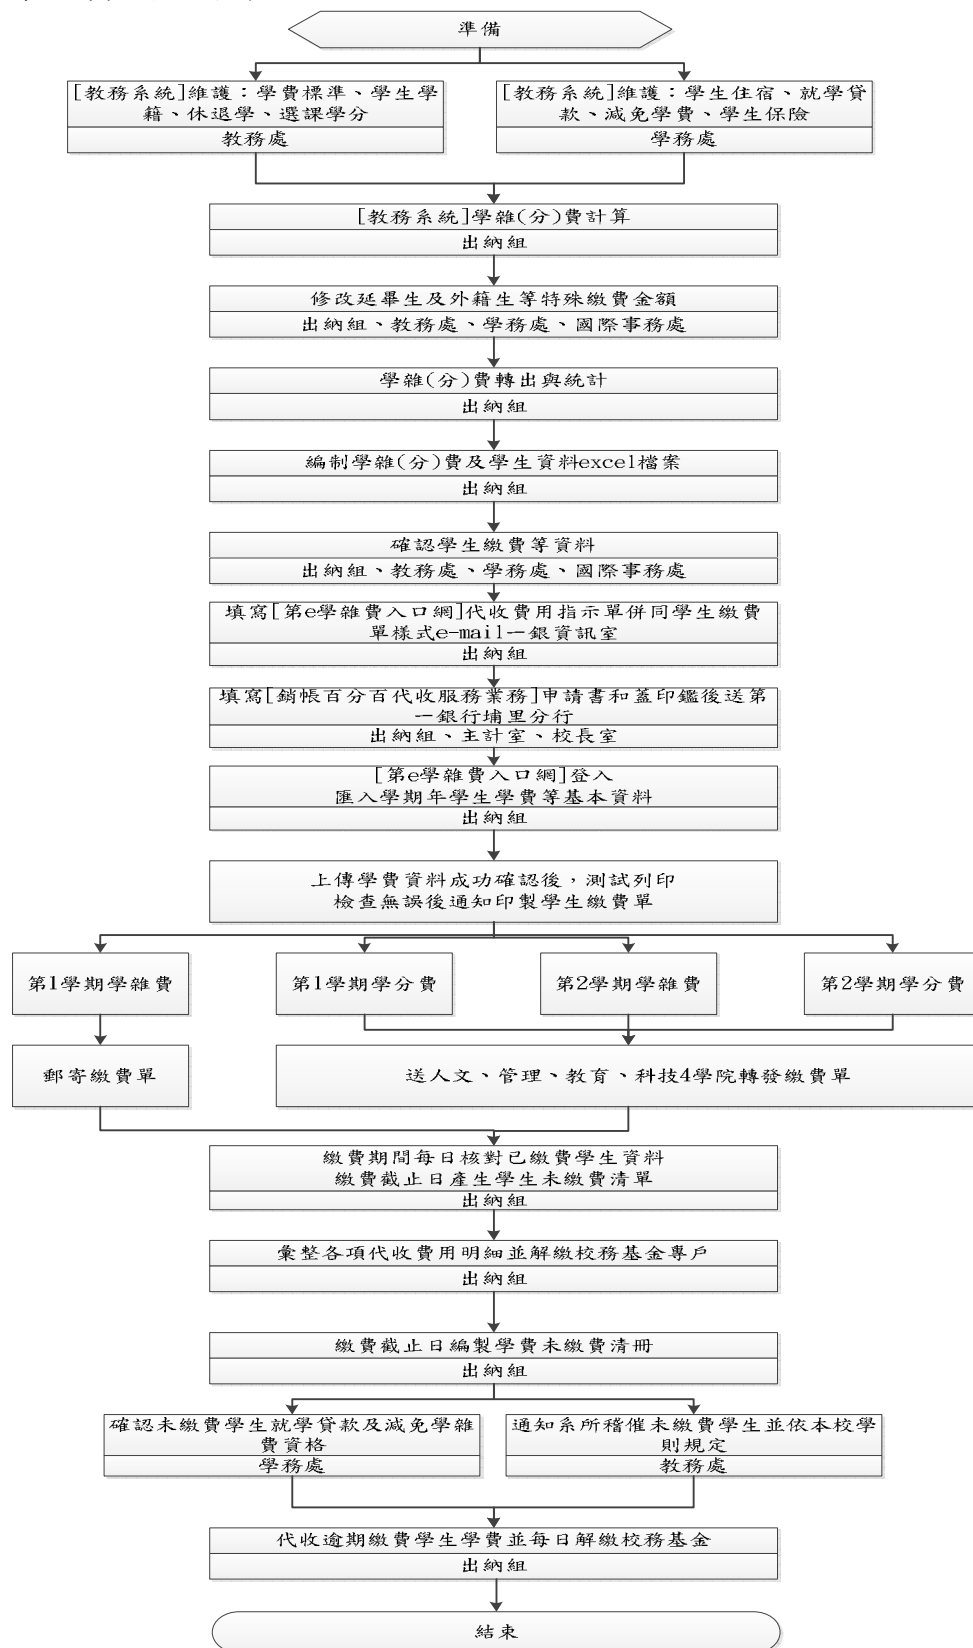 準備
[教務系統]維護：學費標準、學生學
籍、休退學、選課學分
教務處
[教務系統]維護：學生住宿、就學貸
款、減免學費、學生保險
學務處
[教務系統]學雜(分)費計算
出納組
修改延畢生及外籍生等特殊繳費金額
出納組、教務處、學務處、國際事務處
學雜(分)費轉出與統計
出納組
編制學雜(分)費及學生資料excel檔案
出納組
確認學生繳費等資料
出納組、教務處、學務處、國際事務處
填寫[第e學雜費入口網]代收費用指示單併同學生繳費
單樣式e-mail一銀資訊室
出納組
填寫[銷帳百分百代收服務業務]申請書和蓋印鑑後送第
一銀行埔里分行
出納組、主計室、校長室
[第e學雜費入口網]登入
匯入學期年學生學費等基本資料
出納組
上傳學費資料成功確認後，測試列印
檢查無誤後通知印製學生繳費單
第1學期學雜費
第1學期學分費
第2學期學雜費
第2學期學分費
郵寄繳費單
送人文、管理、教育、科技4學院轉發繳費單
繳費期間每日核對已繳費學生資料
繳費截止日產生學生未繳費清單
出納組
彙整各項代收費用明細並解繳校務基金專戶
出納組
繳費截止日編製學費未繳費清冊
出納組
確認未繳費學生就學貸款及減免學雜
費資格
學務處
通知系所稽催未繳費學生並依本校學
則規定
教務處
代收逾期繳費學生學費並每日解繳校務基金
出納組
結束